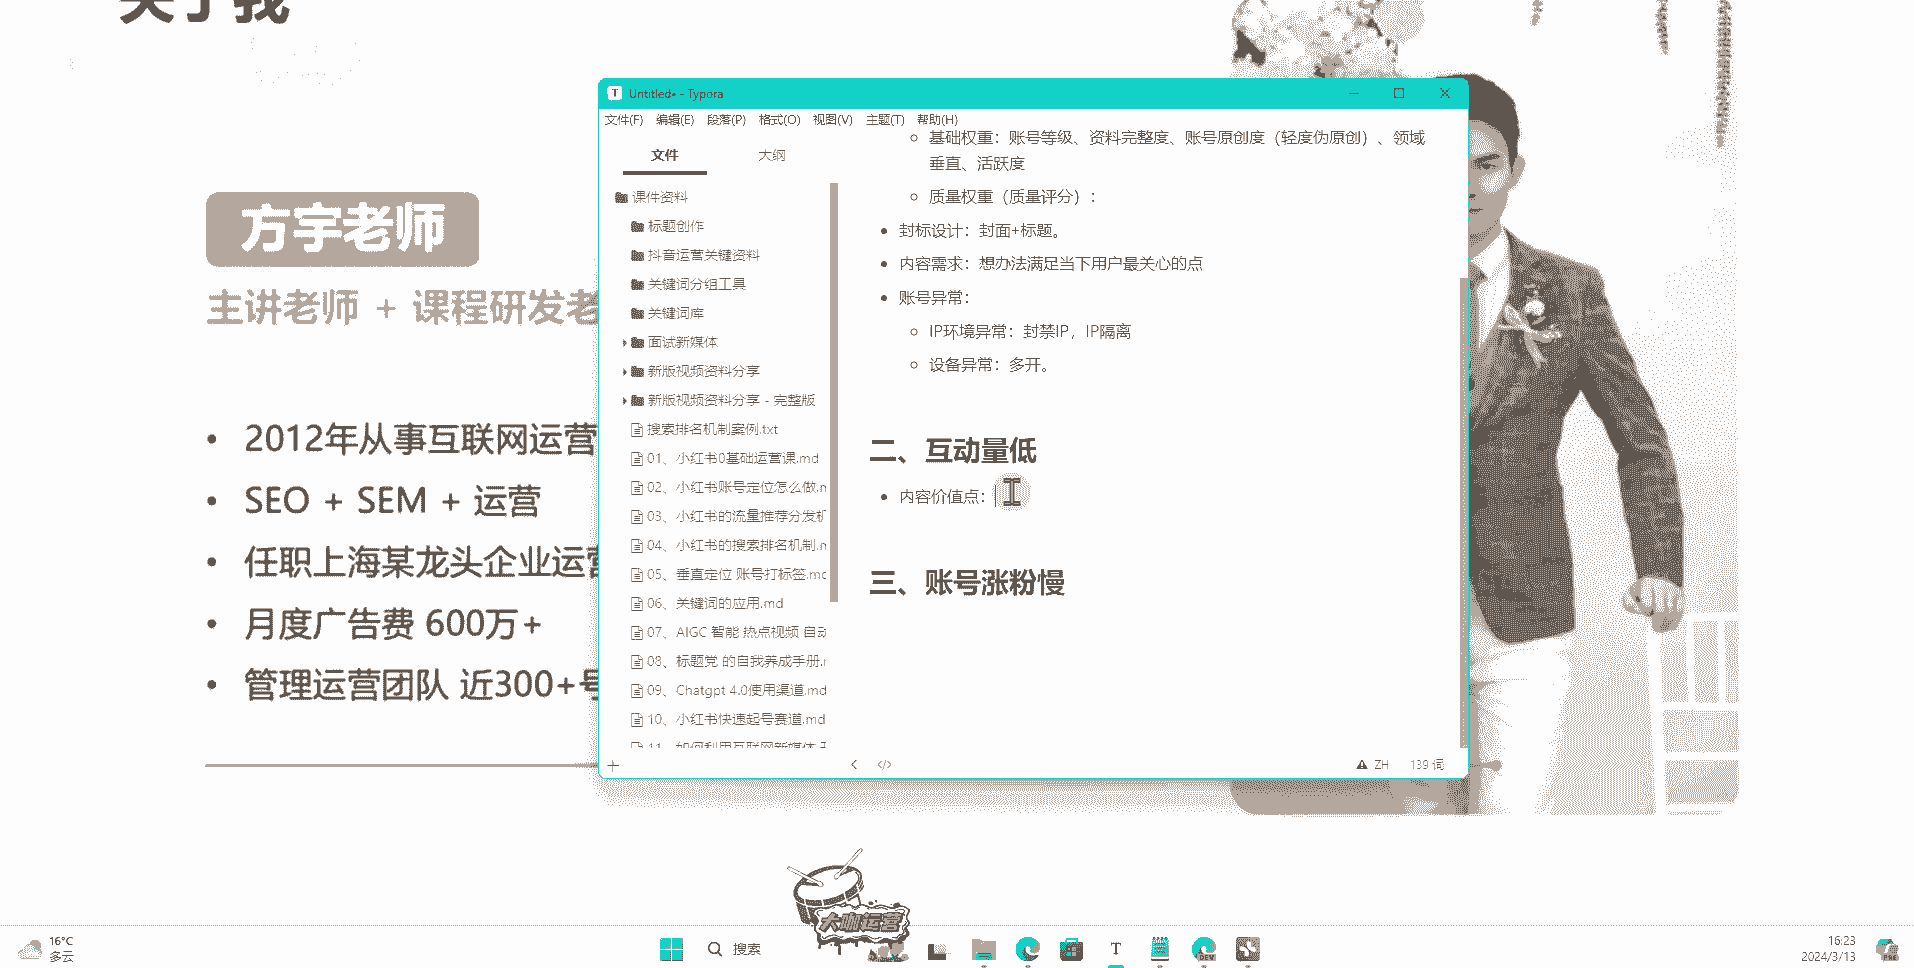 关于我
方宇老师
主讲老师 + 课程研发老
2012年从事互联网运营
SEO + SEM + 运营
任职上海某龙头企业运营
月度广告费 600万+
管理运营团队 近300+号
Untitled• - Typora
文件(F) 编辑(E) 段落(P) 格式(O) 视图(V) 主题(T) 帮助(H)
文件 大纲
课件资料
标题创作
抖音运营关键资料
关键词分组工具
关键词库
面试新媒体
新版视频资料分享
新版视频资料分享 - 完整版
搜索排名机制案例.txt
01、小红书0基础运营课.md
02、小红书账号定位怎么做.n
03、小红书的流量推荐分发机
04、小红书的搜索排名机制.n
05、垂直定位 账号打标签.mc
06、关键词的应用.md
07、AIGC 智能 热点视频 自动
08、标题党 的自我养成手册.r
09、Chatgpt 4.0使用渠道.md
10、小红书快速起号赛道.md
11、如何利用互联网新媒体
基础权重：账号等级、资料完整度、账号原创度（轻度伪原创）、领域
垂直、活跃度
质量权重（质量评分）：
封标设计：封面+标题。
内容需求：想办法满足当下用户最关心的点
账号异常：
IP环境异常：封禁IP，IP隔离
设备异常：多开。
二、互动量低
内容价值点：
三、账号涨粉慢
ZH 139 词
大咖运营
16°C
多云
搜索
T
DEV
16:23
2024/3/13
PRE